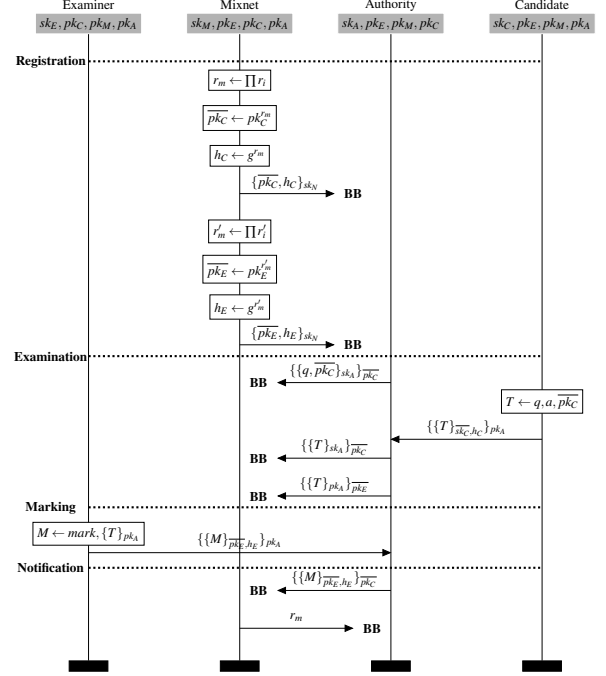 Examiner Mixnet Authority Candidate
sk_E, pk_C, pk_M, pk_A sk_M, pk_E, pk_C, pk_A sk_A, pk_E, pk_M, pk_C sk_C, pk_E, pk_M, pk_A
Registration
r_m ← ∏ r_i
\overline{pk_C} ← pk_C^{r_m}
h_C ← g^{r_m}
{\overline{pk_C}, h_C}_{sk_N} BB
r'_m ← ∏ r'_i
\overline{pk_E} ← pk_E^{r'_m}
h_E ← g^{r'_m}
{\overline{pk_E}, h_E}_{sk_N} BB
Examination
BB {{q, \overline{pk_C}}_{sk_A}}_{\overline{pk_C}}
T ← q, a, \overline{pk_C}
{{T}_{\overline{sk_C}, h_C}}_{pk_A}
BB {{T}_{sk_A}}_{\overline{pk_C}}
BB {{T}_{pk_A}}_{\overline{pk_E}}
Marking
M ← mark, {T}_{pk_A}
{{M}_{\overline{pk_E}, h_E}}_{pk_A}
Notification
BB {{M}_{\overline{pk_E}, h_E}}_{\overline{pk_C}}
r_m BB